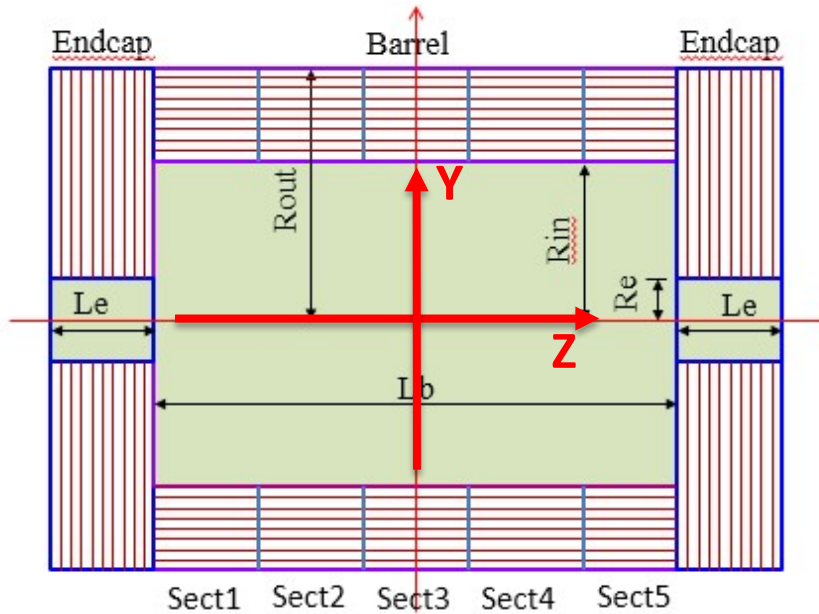 Endcap
Barrel
Endcap
Rout
Y
Rin
Re
Le
Le
Z
Lb
Sect1
Sect2
Sect3
Sect4
Sect5